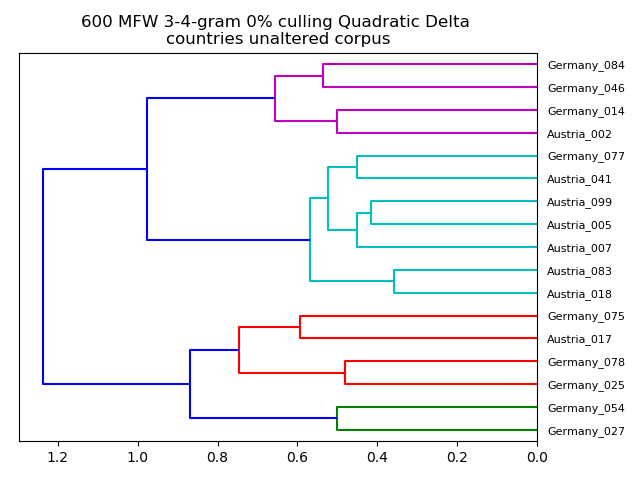 600 MFW 3-4-gram 0% culling Quadratic Delta
countries unaltered corpus
Germany_084
Germany_046
Germany_014
Austria_002
Germany_077
Austria_041
Austria_099
Austria_005
Austria_007
Austria_083
Austria_018
Germany_075
Austria_017
Germany_078
Germany_025
Germany_054
Germany_027
1.2 1.0 0.8 0.6 0.4 0.2 0.0